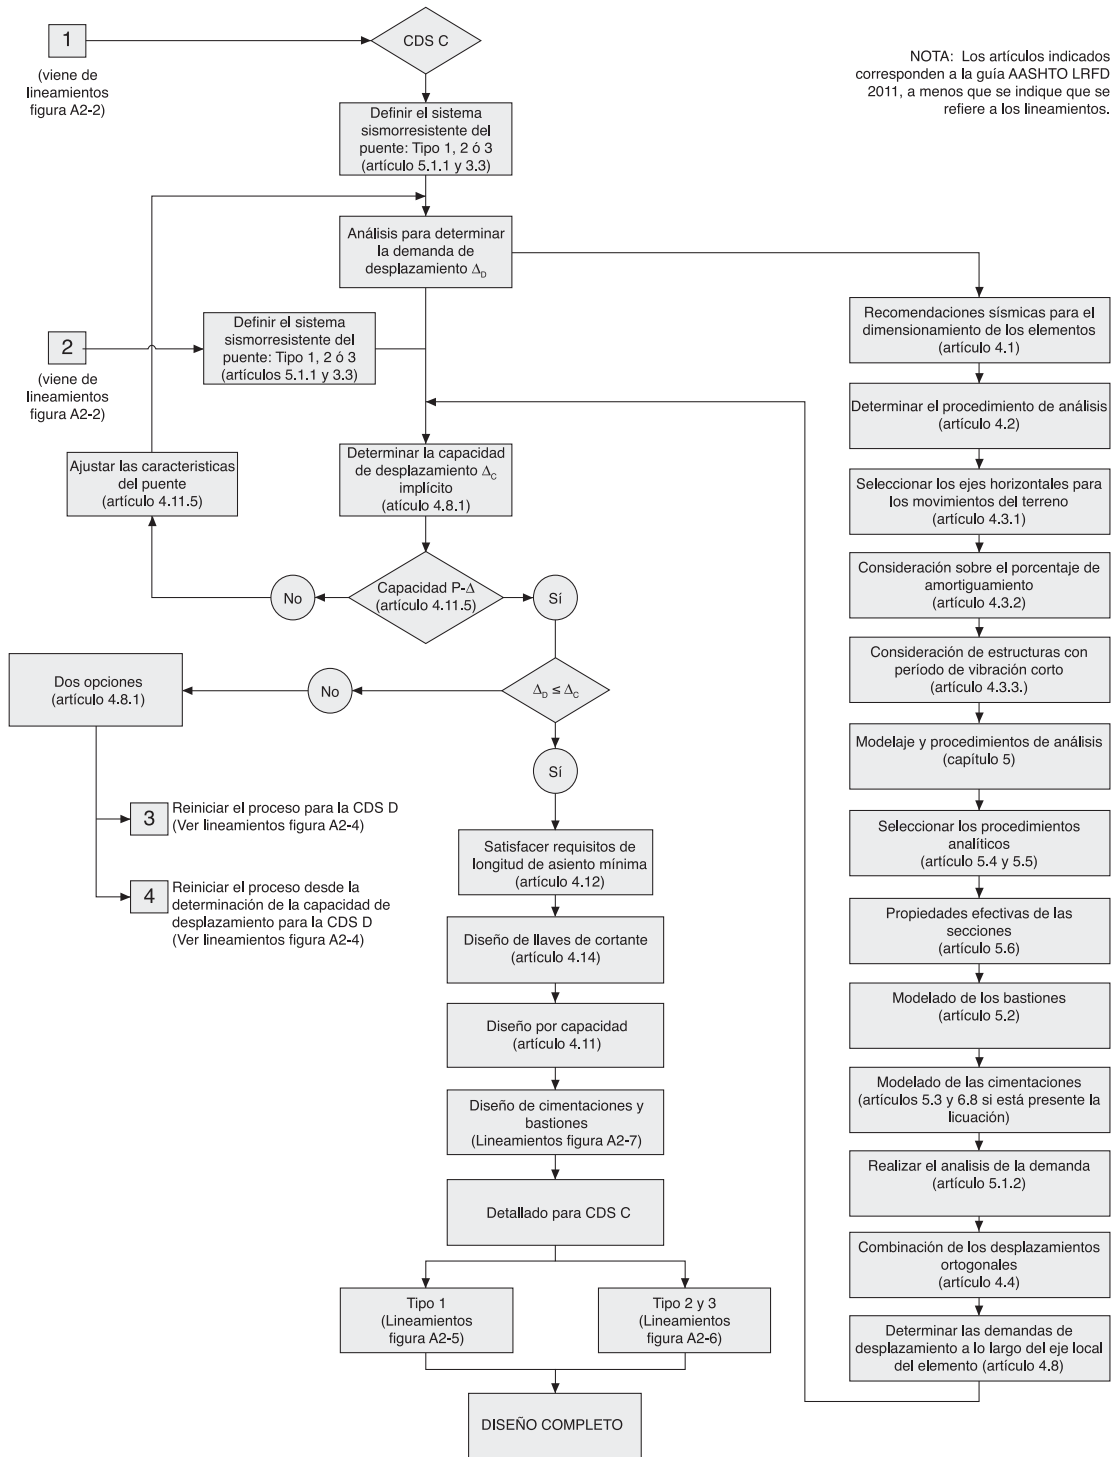 1
(viene de
lineamientos
figura A2-2)
CDS C
NOTA: Los artículos indicados
corresponden a la guía AASHTO LRFD
2011, a menos que se indique que se
refiere a los lineamientos.
Definir el sistema
sismorresistente del
puente: Tipo 1, 2 ó 3
(artículo 5.1.1 y 3.3)
Análisis para determinar
la demanda de
desplazamiento Δ_D
2
(viene de
lineamientos
figura A2-2)
Definir el sistema
sismorresistente del
puente: Tipo 1, 2 ó 3
(artículos 5.1.1 y 3.3)
Ajustar las caracteristicas
del puente
(artículo 4.11.5)
Determinar la capacidad
de desplazamiento Δ_C
implícito
(atículo 4.8.1)
No
Capacidad P-Δ
(artículo 4.11.5)
Sí
Dos opciones
(artículo 4.8.1)
No
Δ_D ≤ Δ_C
Sí
3
Reiniciar el proceso para la CDS D
(Ver lineamientos figura A2-4)
4
Reiniciar el proceso desde la
determinación de la capacidad de
desplazamiento para la CDS D
(Ver lineamientos figura A2-4)
Satisfacer requisitos de
longitud de asiento mínima
(artículo 4.12)
Diseño de llaves de cortante
(artículo 4.14)
Diseño por capacidad
(artículo 4.11)
Diseño de cimentaciones y
bastiones
(Lineamientos figura A2-7)
Detallado para CDS C
Tipo 1
(Lineamientos
figura A2-5)
Tipo 2 y 3
(Lineamientos
figura A2-6)
DISEÑO COMPLETO
Recomendaciones sísmicas para el
dimensionamiento de los elementos
(artículo 4.1)
Determinar el procedimiento de análisis
(artículo 4.2)
Seleccionar los ejes horizontales para
los movimientos del terreno
(artículo 4.3.1)
Consideración sobre el porcentaje de
amortiguamiento
(artículo 4.3.2)
Consideración de estructuras con
período de vibración corto
(artículo 4.3.3.)
Modelaje y procedimientos de análisis
(capítulo 5)
Seleccionar los procedimientos
analíticos
(artículo 5.4 y 5.5)
Propiedades efectivas de las
secciones
(artículo 5.6)
Modelado de los bastiones
(artículo 5.2)
Modelado de las cimentaciones
(artículos 5.3 y 6.8 si está presente la
licuación)
Realizar el analisis de la demanda
(artículo 5.1.2)
Combinación de los desplazamientos
ortogonales
(artículo 4.4)
Determinar las demandas de
desplazamiento a lo largo del eje local
del elemento (artículo 4.8)